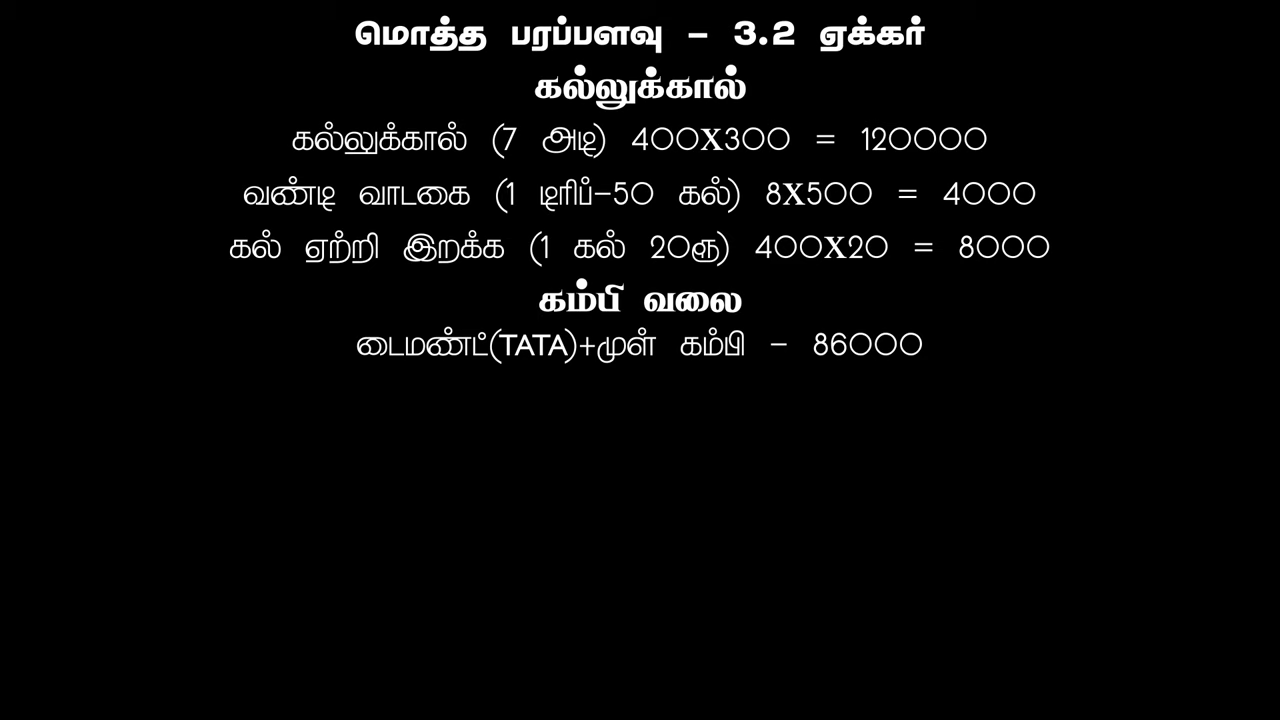 மொத்த பரப்பளவு - 3.2 ஏக்கர்
கல்லுக்கால்
கல்லுக்கால் (7 அடி) 400X300 = 120000
வண்டி வாடகை (1 டிரிப்-50 கல்) 8X500 = 4000
கல் ஏற்றி இறக்க (1 கல் 20ரூ) 400X20 = 8000
கம்பி வலை
டைமண்ட்(TATA)+முள் கம்பி - 86000